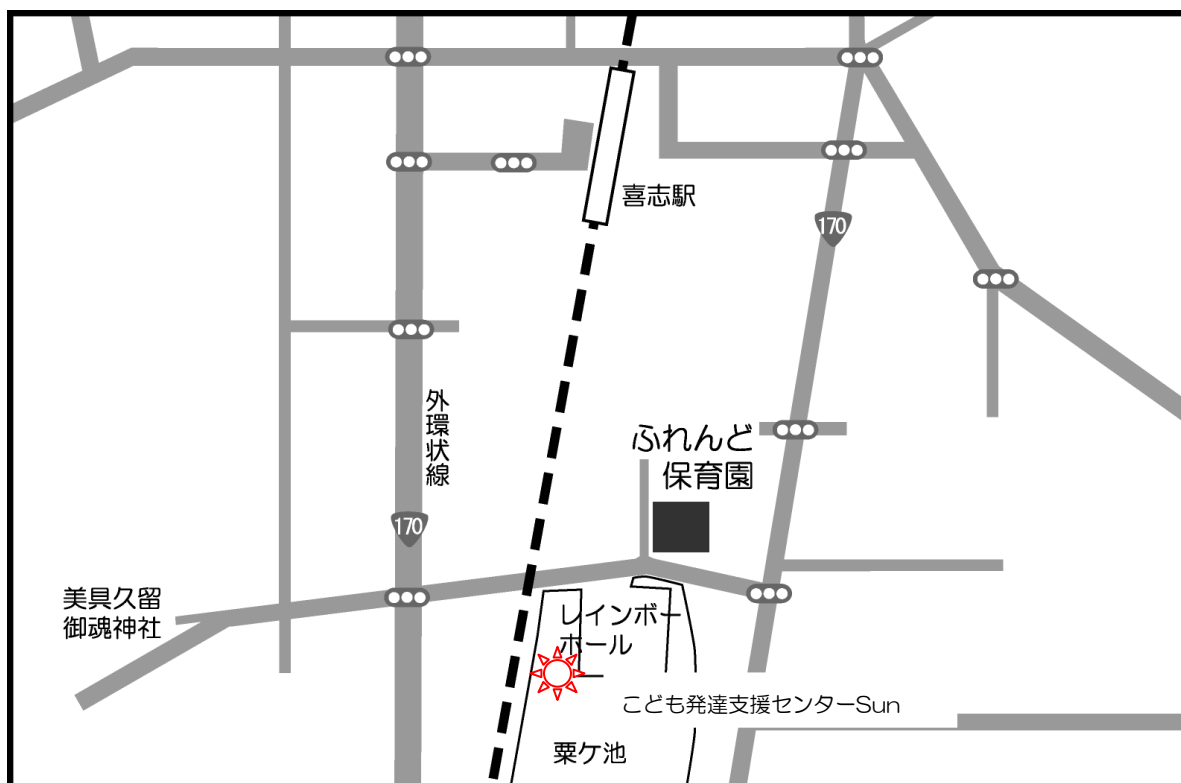 喜志駅
170
外環状線
ふれんど
保育園
170
美具久留
御魂神社
レインボー
ホール
こども発達支援センターSun
粟ケ池